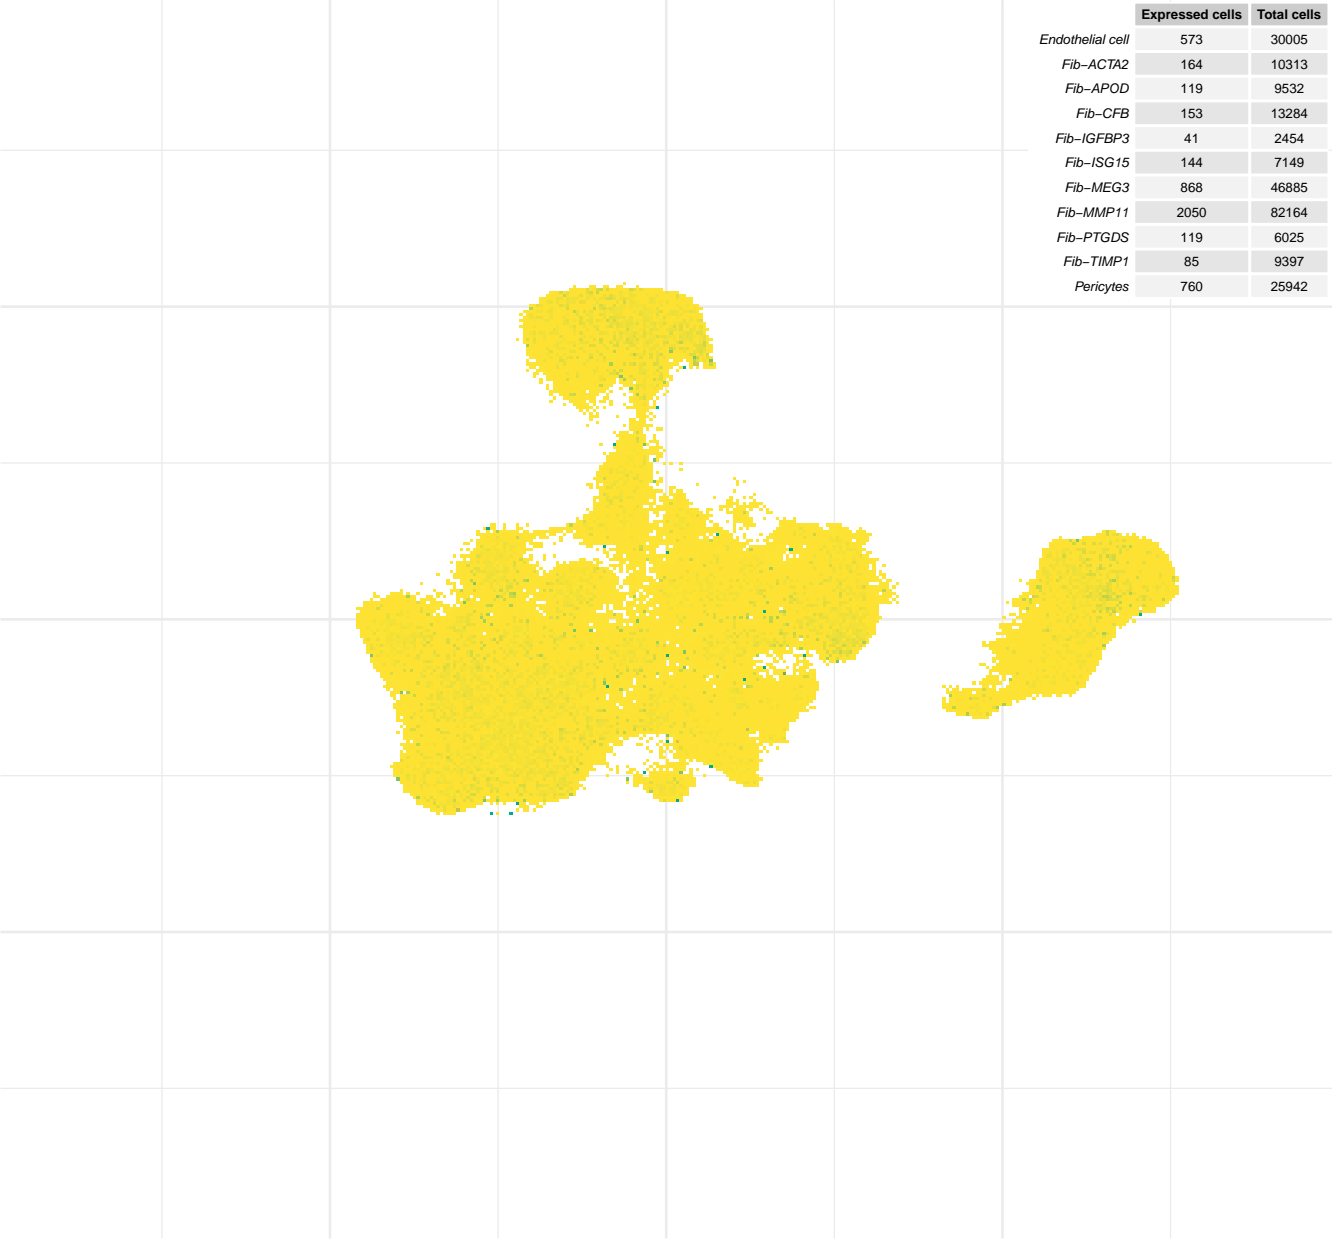 Expressed cells Total cells
Endothelial cell 573 30005
Fib−ACTA2 164 10313
Fib−APOD 119 9532
Fib−CFB 153 13284
Fib−IGFBP3 41 2454
Fib−ISG15 144 7149
Fib−MEG3 868 46885
Fib−MMP11 2050 82164
Fib−PTGDS 119 6025
Fib−TIMP1 85 9397
Pericytes 760 25942